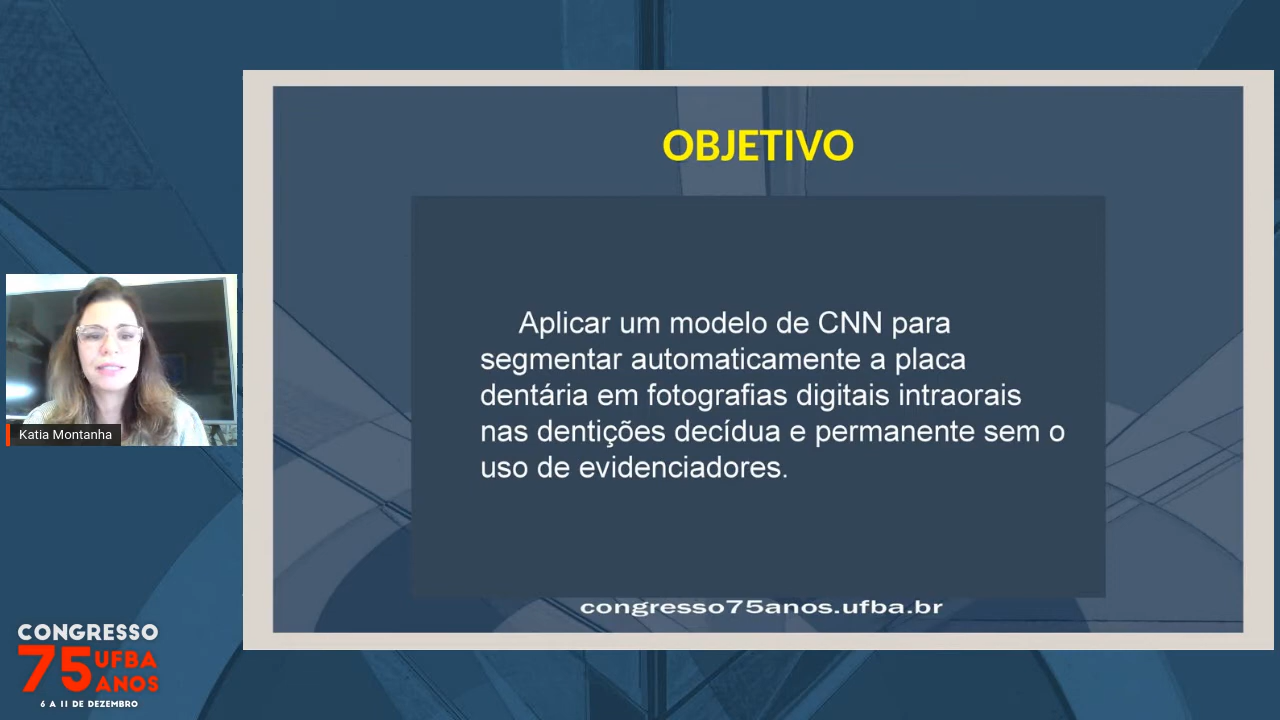 OBJETIVO
Aplicar um modelo de CNN para
segmentar automaticamente a placa
dentária em fotografias digitais intraorais
nas dentições decídua e permanente sem o
uso de evidenciadores.
congresso75anos.ufba.br
Katia Montanha
CONGRESSO
75 UFBA
ANOS
6 A 11 DE DEZEMBRO